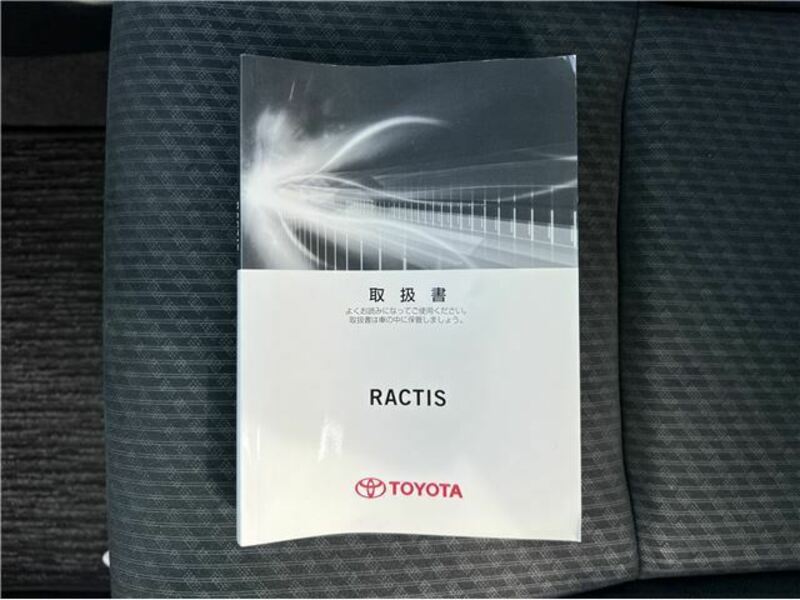 取扱書
よくお読みになってご使用ください。
取扱書は車の中に保管しましょう。
RACTIS
TOYOTA